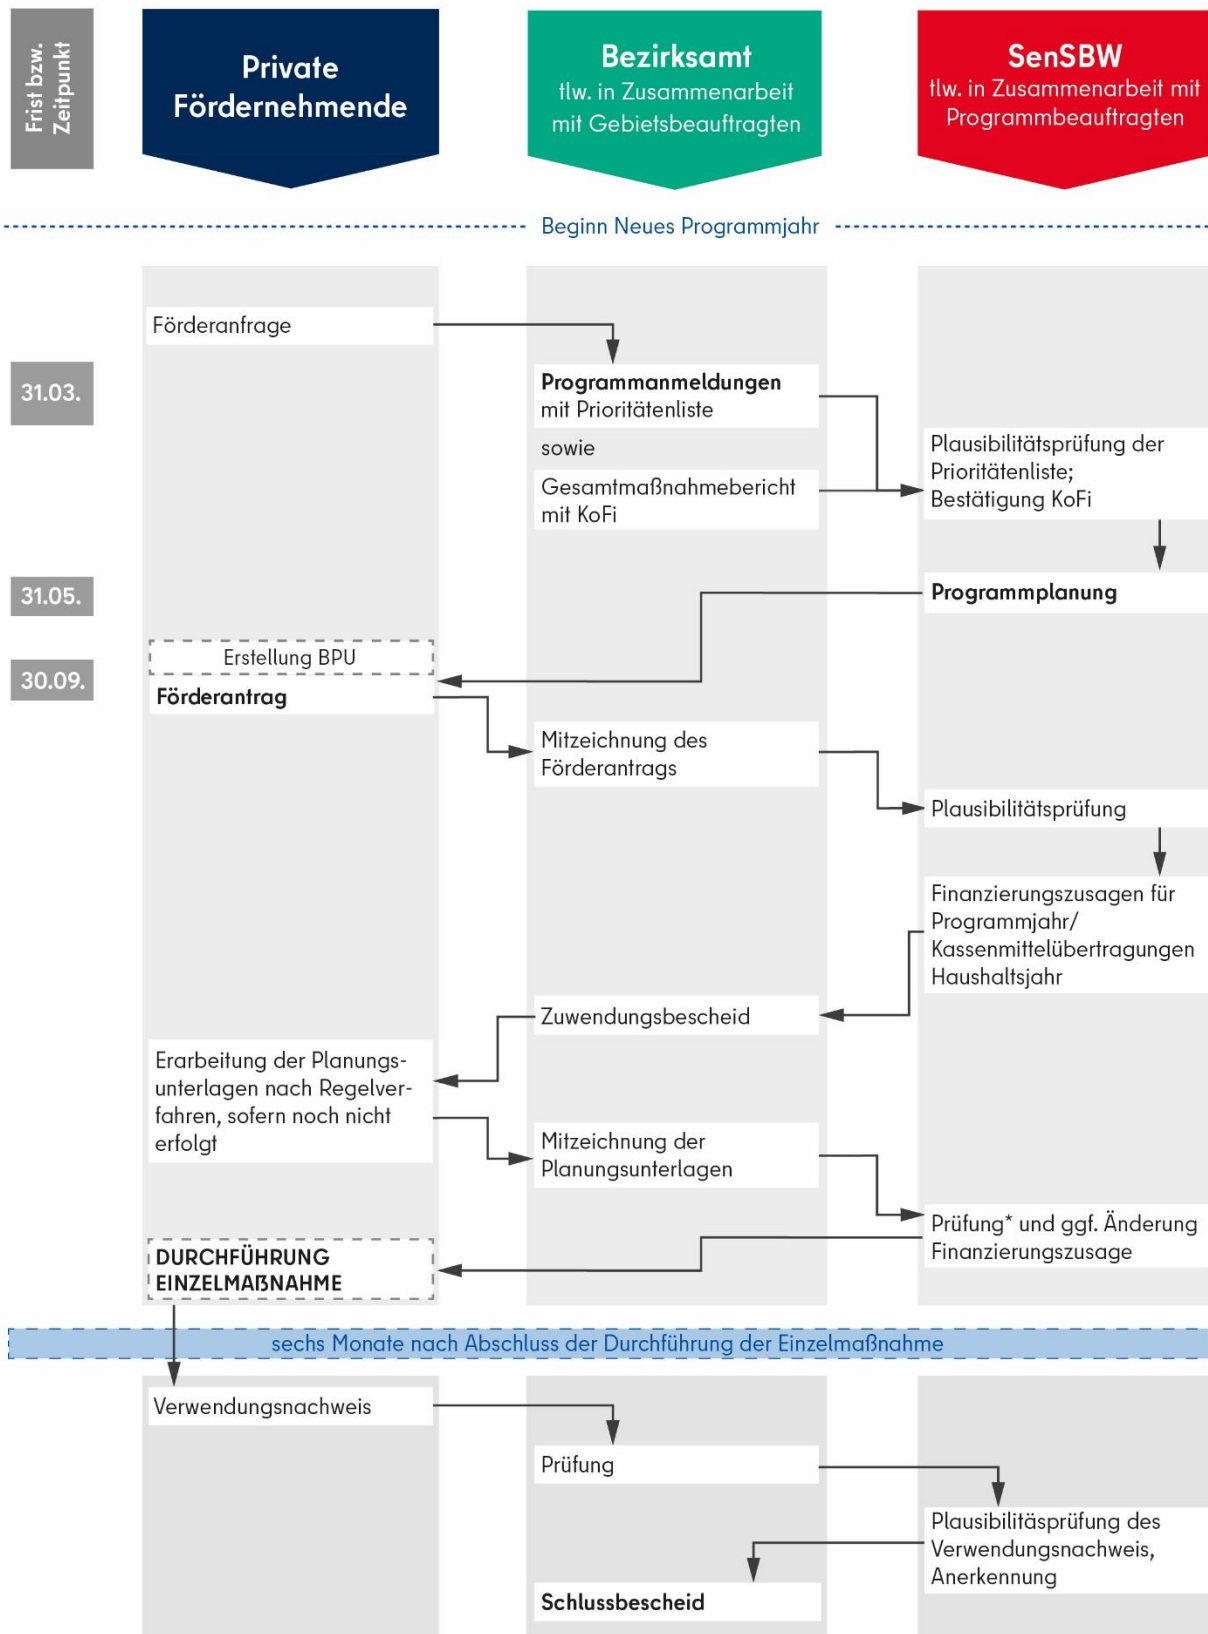 Frist bzw.
Zeitpunkt
Private
Fördernehmende
Bezirksamt
tlw. in Zusammenarbeit
mit Gebietsbeauftragten
SenSBW
tlw. in Zusammenarbeit mit
Programmbeauftragten
Beginn Neues Programmjahr
Förderanfrage
31.03.
Programmanmeldungen
mit Prioritätenliste
sowie
Gesamtmaßnahmebericht
mit KoFi
Plausibilitätsprüfung der
Prioritätenliste;
Bestätigung KoFi
31.05.
Programmplanung
Erstellung BPU
30.09.
Förderantrag
Mitzeichnung des
Förderantrags
Plausibilitätsprüfung
Finanzierungszusagen für
Programmjahr/
Kassenmittelübertragungen
Haushaltsjahr
Zuwendungsbescheid
Erarbeitung der Planungs-
unterlagen nach Regelver-
fahren, sofern noch nicht
erfolgt
Mitzeichnung der
Planungsunterlagen
Prüfung* und ggf. Änderung
Finanzierungszusage
DURCHFÜHRUNG
EINZELMAßNAHME
sechs Monate nach Abschluss der Durchführung der Einzelmaßnahme
Verwendungsnachweis
Prüfung
Plausibilitäsprüfung des
Verwendungsnachweis,
Anerkennung
Schlussbescheid